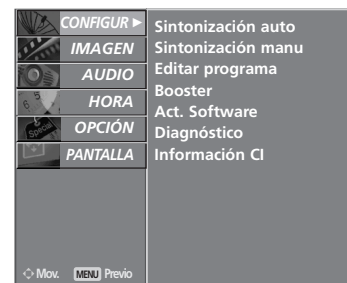 CONFIGUR ►
IMAGEN
AUDIO
HORA
Special
OPCIÓN
PANTALLA
Sintonización auto
Sintonización manu
Editar programa
Booster
Act. Software
Diagnóstico
Información CI
Mov. MENU Previo